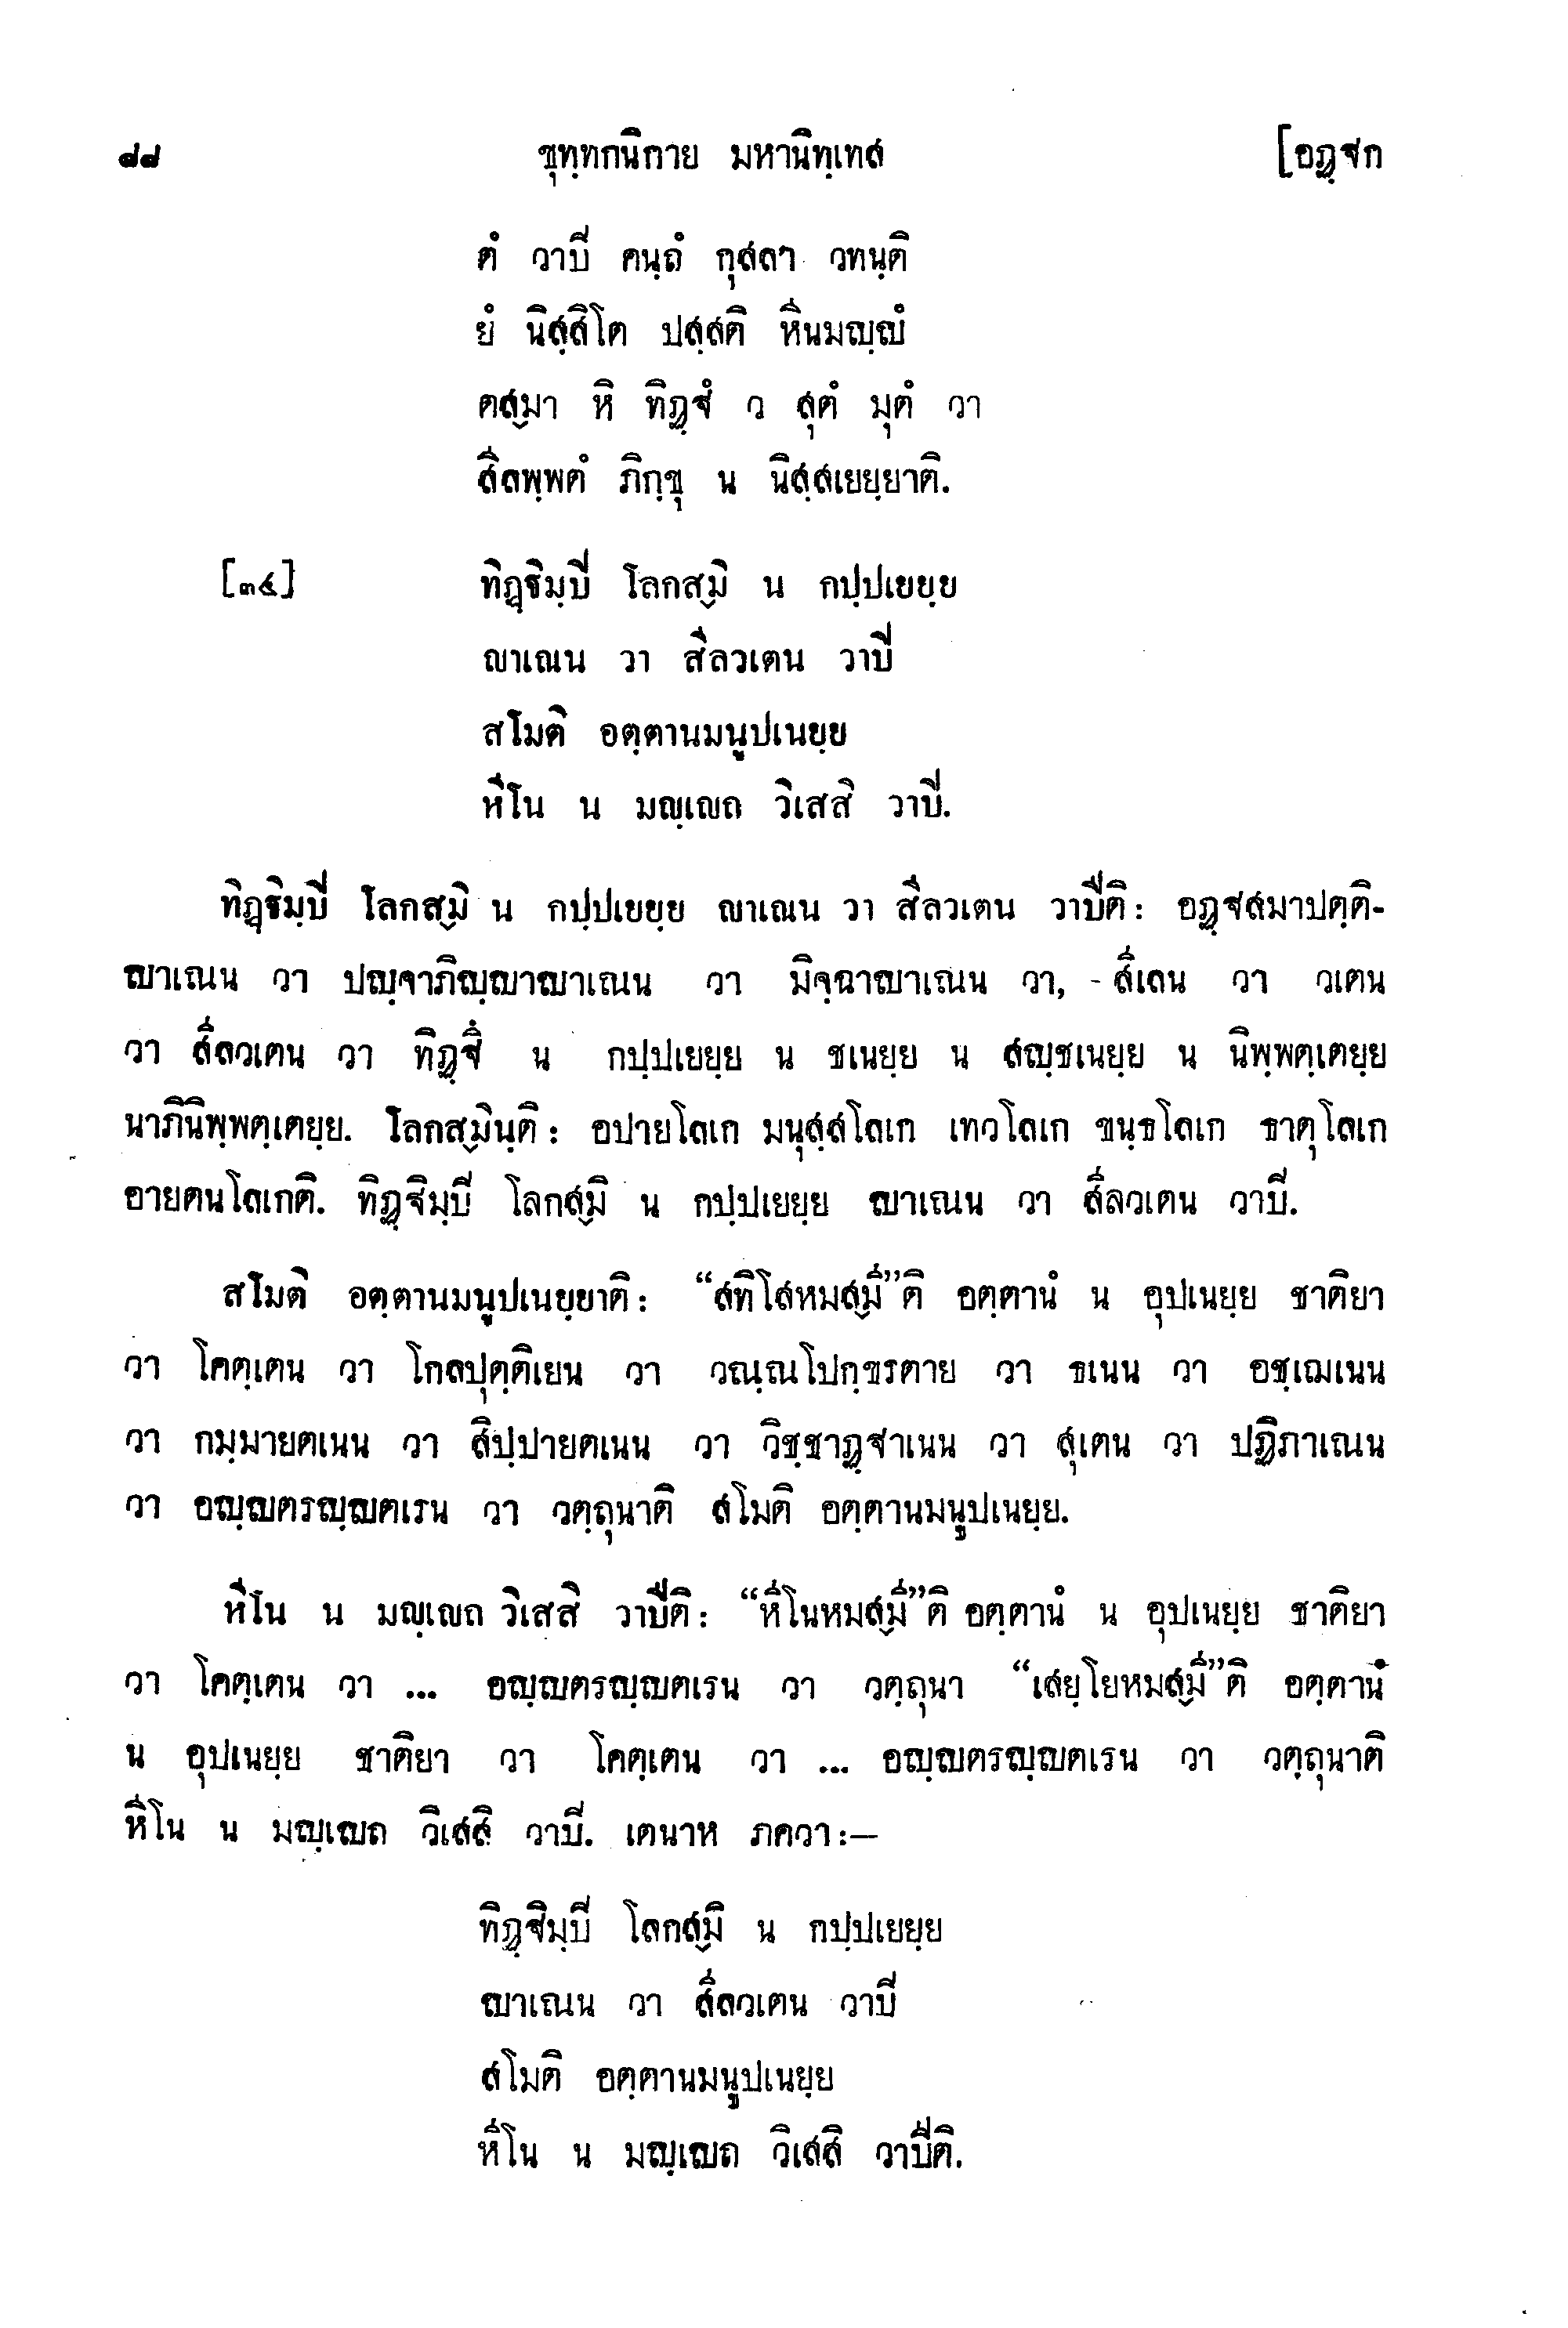 ๘๘ ขุทฺทกนิกาย มหานิทฺเทส [อฏฺฐก
ตํ วาปิ คนฺถํ กุสลา วทนฺติ
ยํ นิสฺสิโต ปสฺสติ หีนมญฺญํ
ตสฺมา หิ ทิฏฺฐํ ว สุตํ มุตํ วา
สีลพฺพตํ ภิกฺขุ น นิสฺสเยยฺยาติ.
[๓๔] ทิฏฺฐิมฺปิ โลกสฺมิ น กปฺปเยยฺย
ญาเณน วา สีลวเตน วาปิ
สโมติ อตฺตานมนูปเนยฺย
หีโน น มญฺเญถ วิเสสิ วาปิ.
ทิฏฺฐิมฺปิ โลกสฺมิ น กปฺปเยยฺย ญาเณน วา สีลวเตน วาปีติ: อฏฺฐสมาปตฺติ-
ญาเณน วา ปญฺจาภิญฺญาญาเณน วา มิจฺฉาญาเณน วา, สีเลน วา วเตน
วา สีลวเตน วา ทิฏฺฐึ น กปฺปเยยฺย น ชเนยฺย น สญฺชเนยฺย น นิพฺพตฺเตยฺย
นาภินิพฺพตฺเตยฺย. โลกสฺมินฺติ: อปายโลเก มนุสฺสโลเก เทวโลเก ขนฺธโลเก ธาตุโลเก
อายตนโลเกติ. ทิฏฺฐิมฺปิ โลกสฺมิ น กปฺปเยยฺย ญาเณน วา สีลวเตน วาปิ.
สโมติ อตฺตานมนูปเนยฺยาติ: “สทิโสหมสฺมี”ติ อตฺตานํ น อุปเนยฺย ชาติยา
วา โคตฺเตน วา โกลปุตฺติเยน วา วณฺณโปกฺขรตาย วา ธเนน วา อชฺเฌเนน
วา กมฺมายตเนน วา สิปฺปายตเนน วา วิชฺชาฏฺฐาเนน วา สุเตน วา ปฏิภาเณน
วา อญฺญตรญฺญตเรน วา วตฺถุนาติ สโมติ อตฺตานมนูปเนยฺย.
หีโน น มญฺเญถ วิเสสิ วาปีติ: “หีโนหมสฺมี”ติ อตฺตานํ น อุปเนยฺย ชาติยา
วา โคตฺเตน วา ... อญฺญตรญฺญตเรน วา วตฺถุนา “เสยฺโยหมสฺมี”ติ อตฺตานํ
น อุปเนยฺย ชาติยา วา โคตฺเตน วา ... อญฺญตรญฺญตเรน วา วตฺถุนาติ
หีโน น มญฺเญถ วิเสสิ วาปิ. เตนาห ภควา:—
ทิฏฺฐิมฺปิ โลกสฺมิ น กปฺปเยยฺย
ญาเณน วา สีลวเตน วาปิ
สโมติ อตฺตานมนูปเนยฺย
หีโน น มญฺเญถ วิเสสิ วาปีติ.